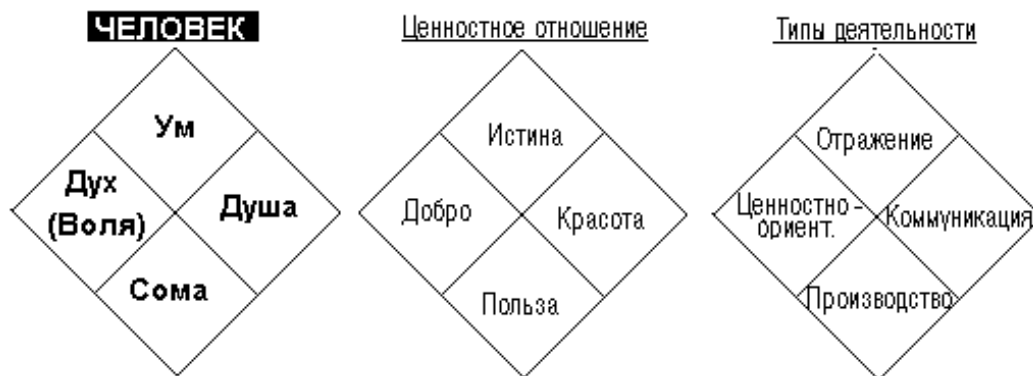 ЧЕЛОВЕК
Ум
Дух
(Воля)
Душа
Сома
Ценностное отношение
Истина
Добро
Красота
Польза
Типы деятельности
Отражение
Ценностно-
ориент.
Коммуникация
Производство